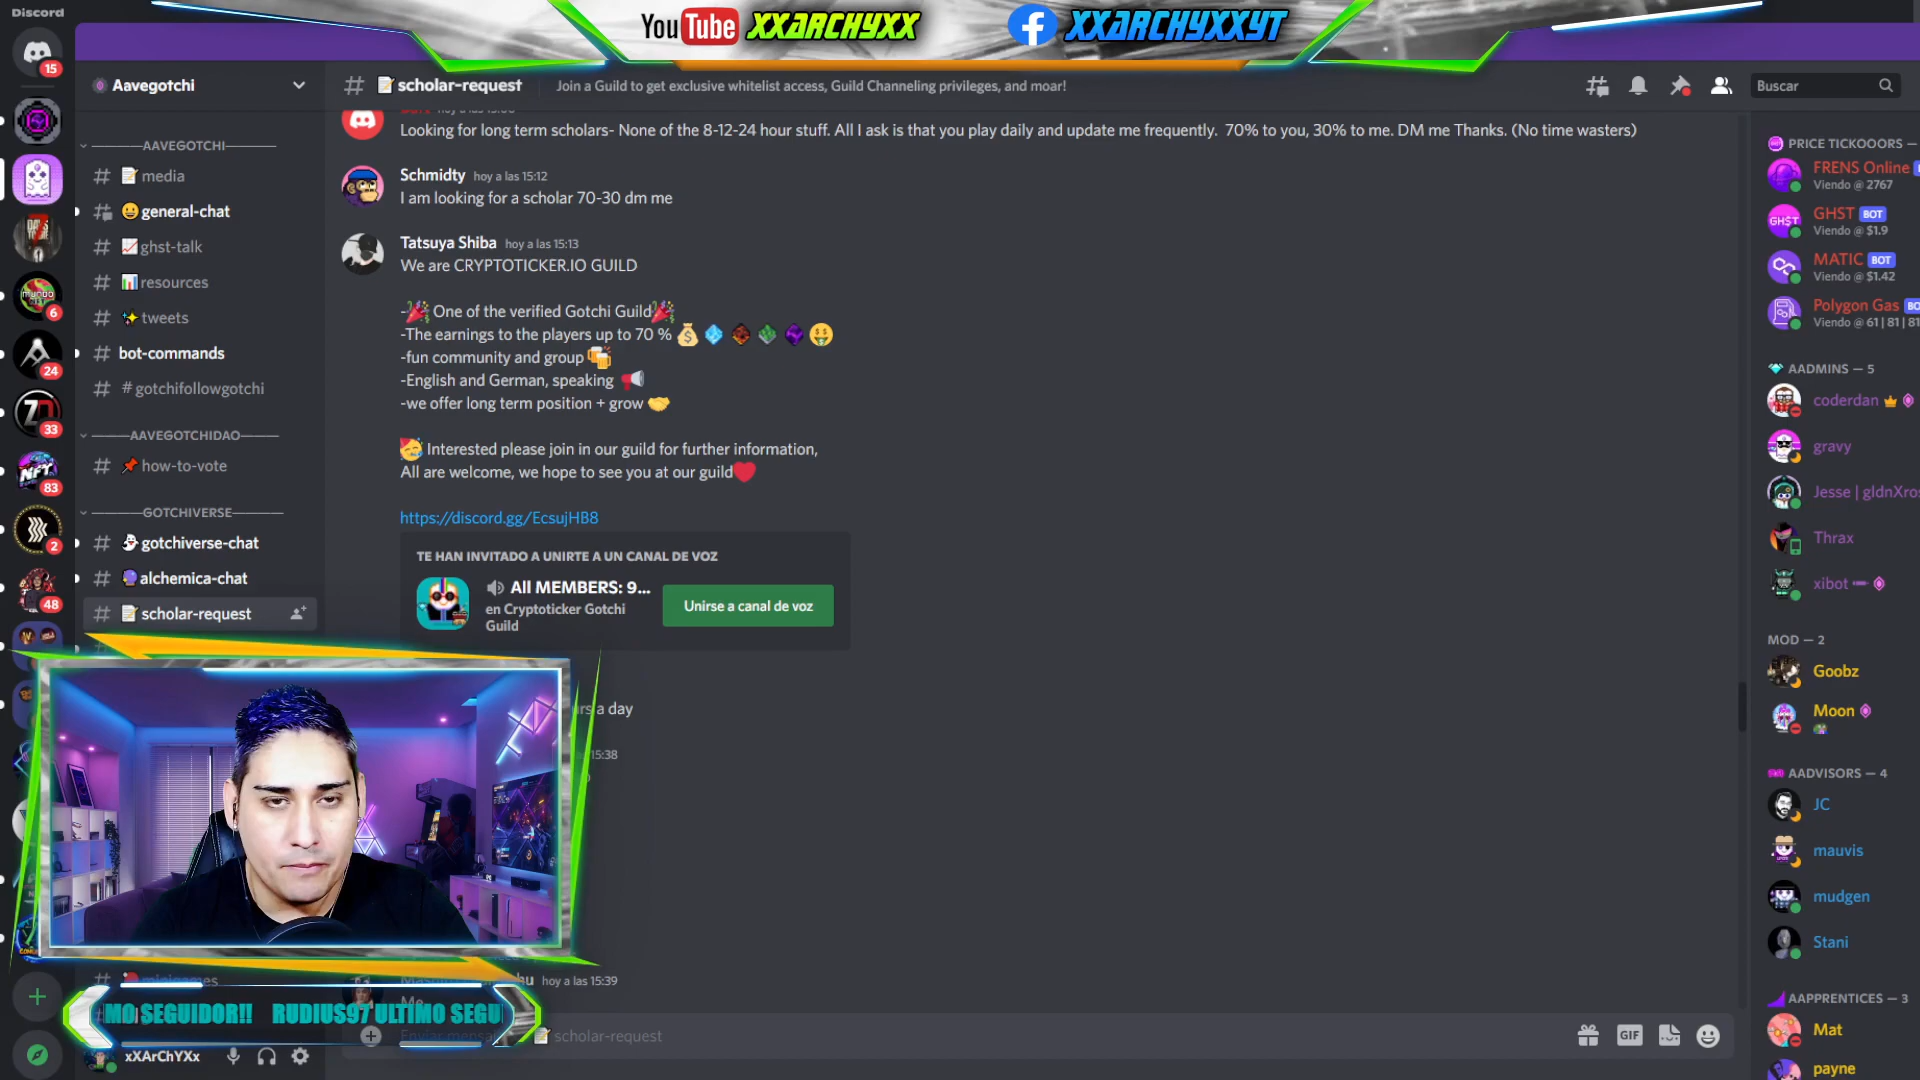 Discord
YouTube XXARCHYXX
XXARCHYXXYT
15
6
24
33
83
2
48
Aavegotchi
AAVEGOTCHI
# media
# general-chat
# ghst-talk
# resources
# tweets
# bot-commands
# #gotchifollowgotchi
AAVEGOTCHIDAO
# how-to-vote
GOTCHIVERSE
# gotchiverse-chat
# alchemica-chat
# scholar-request
# scholar-request
Join a Guild to get exclusive whitelist access, Guild Channeling privileges, and moar!
Buscar
Looking for long term scholars- None of the 8-12-24 hour stuff. All I ask is that you play daily and update me frequently. 70% to you, 30% to me. DM me Thanks. (No time wasters)
Schmidty hoy a las 15:12
I am looking for a scholar 70-30 dm me
Tatsuya Shiba hoy a las 15:13
We are CRYPTOTICKER.IO GUILD
-🎉 One of the verified Gotchi Guild🎉
-The earnings to the players up to 70 %
-fun community and group 🍻
-English and German, speaking 📢
-we offer long term position + grow 🤝
🥳 Interested please join in our guild for further information,
All are welcome, we hope to see you at our guild❤️
https://discord.gg/EcsujHB8
TE HAN INVITADO A UNIRTE A UN CANAL DE VOZ
All MEMBERS: 9...
en Cryptoticker Gotchi
Guild
Unirse a canal de voz
a day
15:38
hoy a las 15:39
MO SEGUIDOR!! RUDIUS97 ULTIMO SEGU
scholar-request
GIF
xXArChYXx
PRICE TICKOOORS —
FRENS Online
Viendo @ 2767
GHST BOT
Viendo @ $1.9
MATIC BOT
Viendo @ $1.42
Polygon Gas
Viendo @ 61 | 81 | 81
AADMINS — 5
coderdan
gravy
Jesse | gldnXros
Thrax
xibot
MOD — 2
Goobz
Moon
AADVISORS — 4
JC
mauvis
mudgen
Stani
AAPPRENTICES — 3
Mat
payne